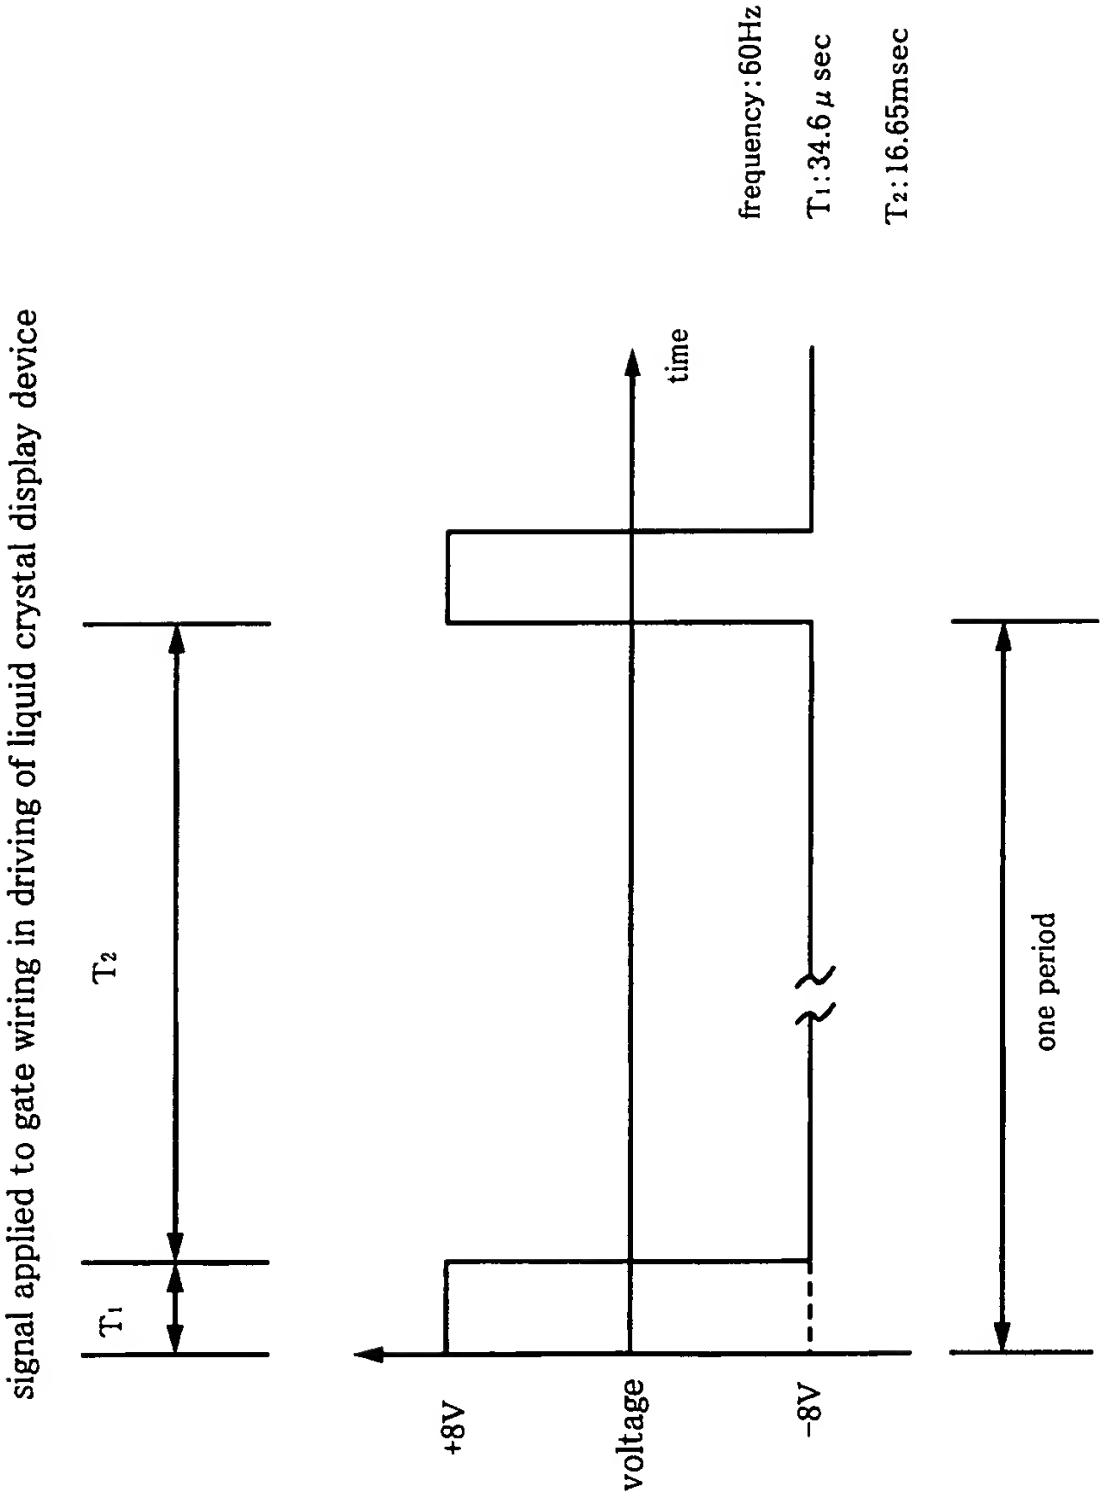 signal applied to gate wiring in driving of liquid crystal display device
T₁
T₂
+8V
voltage
-8V
time
one period
frequency:60Hz
T₁:34.6 μ sec
T₂:16.65msec